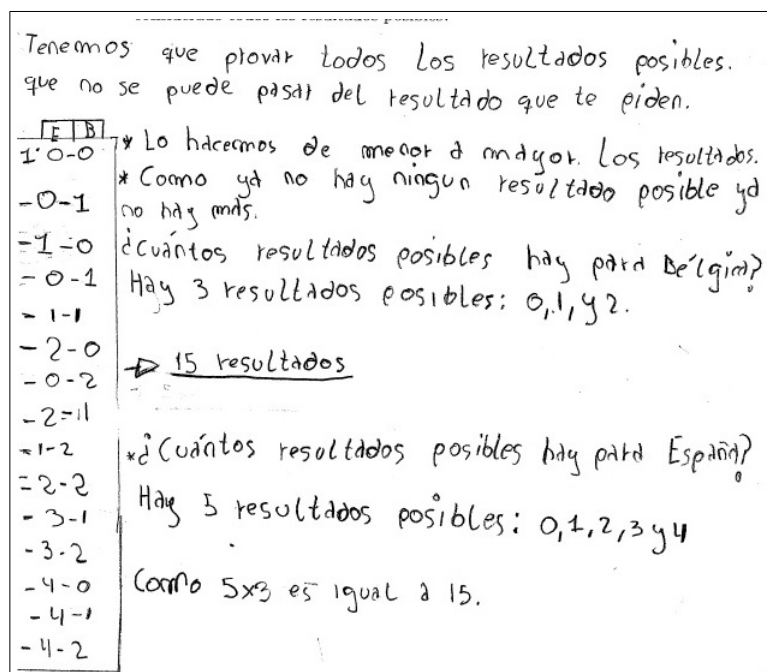 Tenemos que provar todos los resultados posibles.
que no se puede pasar del resultado que te piden.
E B
1. 0-0
- 0-1
- 1-0
- 0-1
- 1-1
- 2-0
- 0-2
- 2-1
- 1-2
- 2-2
- 3-1
- 3-2
- 4-0
- 4-1
- 4-2
* Lo hacemos de menor a mayor. Los resultados.
* Como ya no hay ningun resultado posible ya
no hay más.
¿Cuántos resultados posibles hay para Bélgica?
Hay 3 resultados posibles: 0, 1, y 2.
→ 15 resultados
* ¿Cuántos resultados posibles hay para España?
Hay 5 resultados posibles: 0, 1, 2, 3 y 4
Como 5x3 es igual a 15.